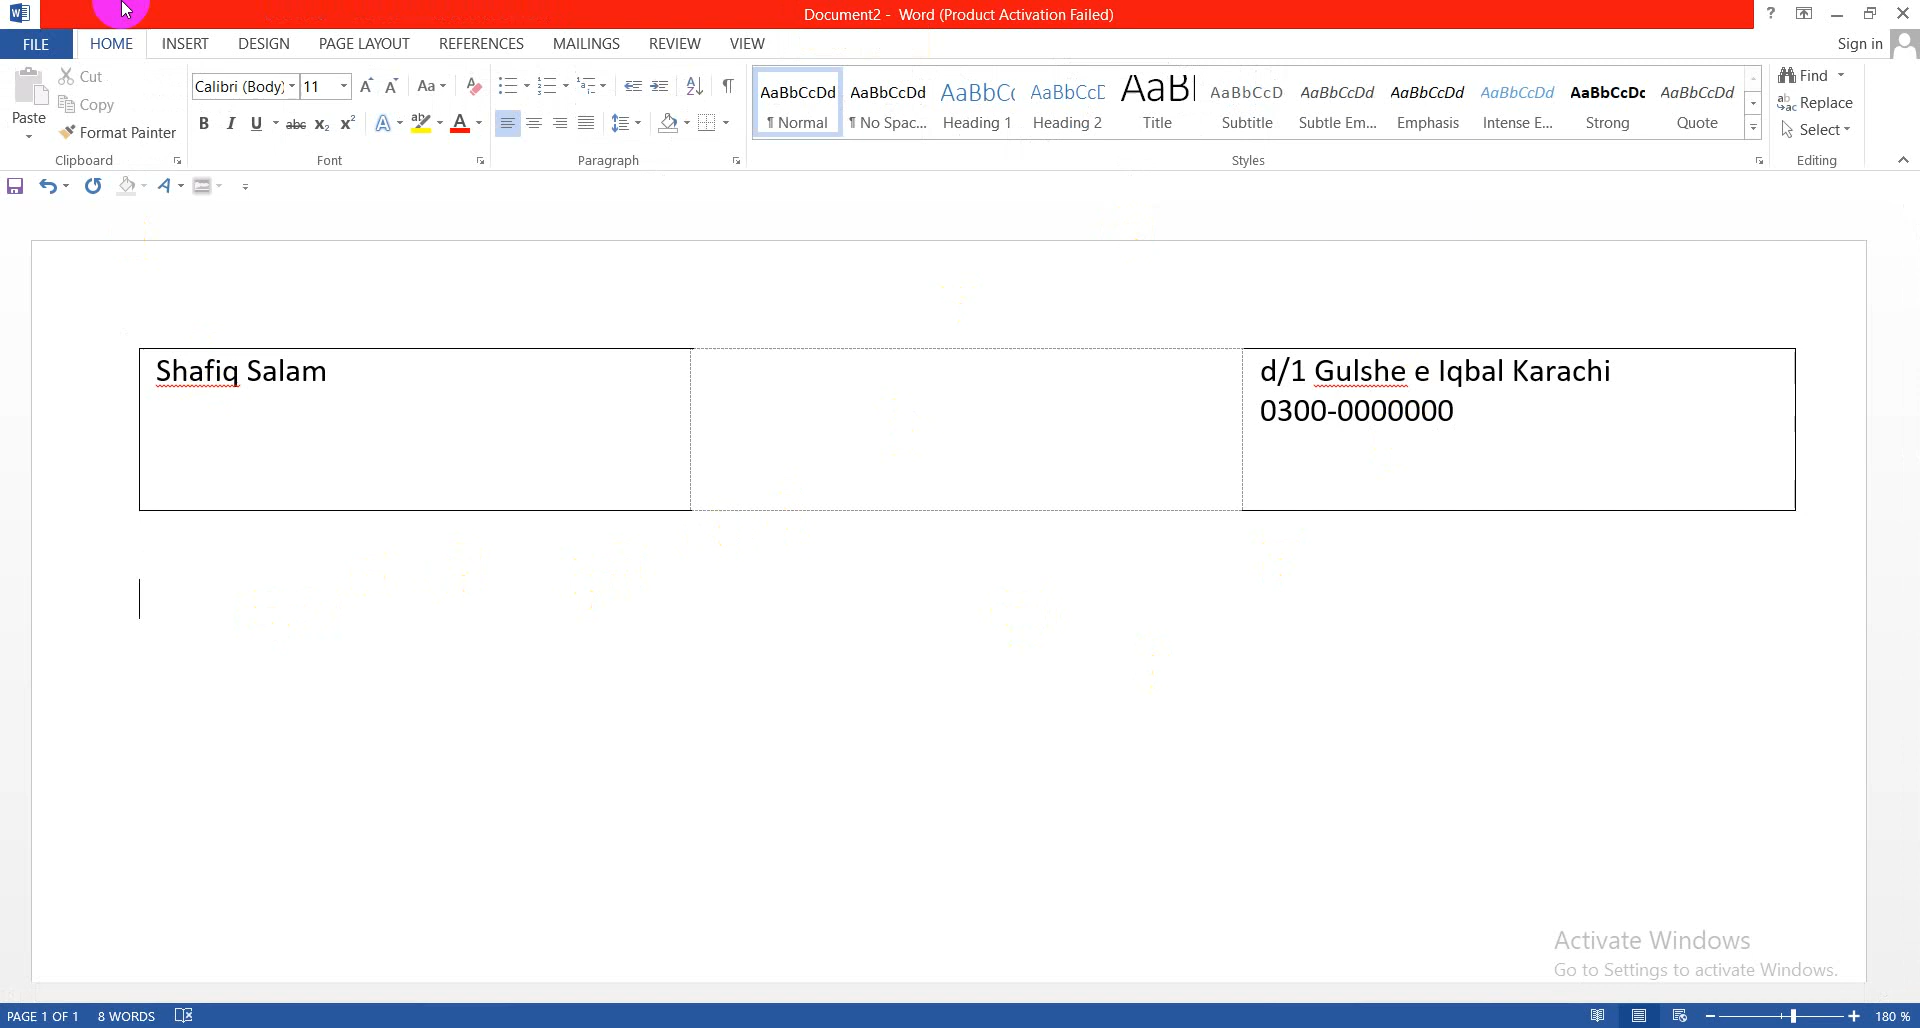 Document2 - Word (Product Activation Failed)
?
FILE HOME INSERT DESIGN PAGE LAYOUT REFERENCES MAILINGS REVIEW VIEW Sign in
Paste
Cut
Copy
Format Painter
Clipboard
Calibri (Body) 11
Font
Paragraph
AaBbCcDd AaBbCcDd AaBbC( AaBbCcE AaBl AaBbCcD AaBbCcDd AaBbCcDd AaBbCcDd AaBbCcDc AaBbCcDd
¶ Normal ¶ No Spac... Heading 1 Heading 2 Title Subtitle Subtle Em... Emphasis Intense E... Strong Quote
Styles
Find
Replace
Select
Editing
Shafiq Salam
d/1 Gulshe e Iqbal Karachi
0300-0000000
Activate Windows
Go to Settings to activate Windows.
PAGE 1 OF 1 8 WORDS 180 %